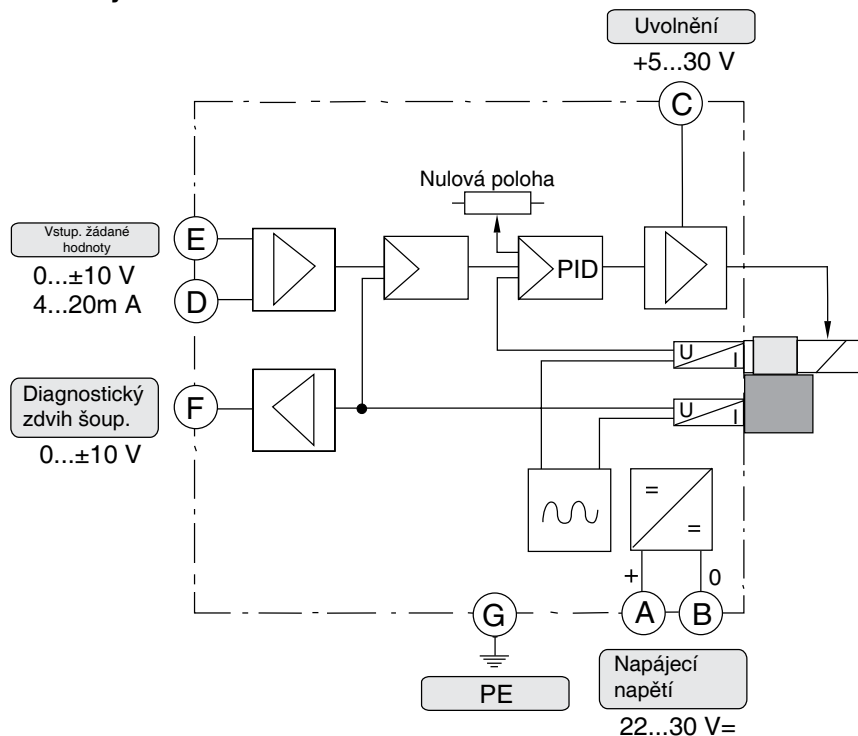 Uvolnění
+5...30 V
C
Nulová poloha
Vstup. žádané
hodnoty
0...±10 V
4...20m A
E
D
PID
U
I
Diagnostický
zdvih šoup.
0...±10 V
F
U
I
=
=
+
0
G
A
B
PE
Napájecí
napětí
22...30 V=